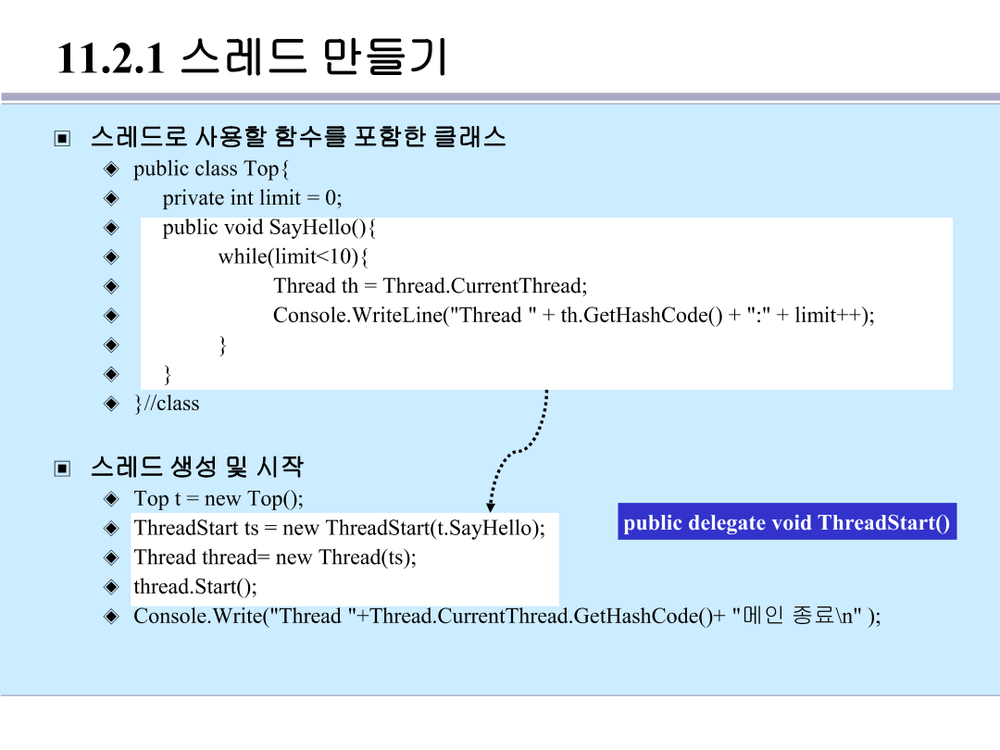 11.2.1 스레드 만들기
스레드로 사용할 함수를 포함한 클래스
public class Top{
private int limit = 0;
public void SayHello(){
while(limit<10){
Thread th = Thread.CurrentThread;
Console.WriteLine("Thread " + th.GetHashCode() + ":" + limit++);
}
}
}//class
스레드 생성 및 시작
Top t = new Top();
ThreadStart ts = new ThreadStart(t.SayHello);
public delegate void ThreadStart()
Thread thread= new Thread(ts);
thread.Start();
Console.Write("Thread "+Thread.CurrentThread.GetHashCode()+ "메인 종료\n" );